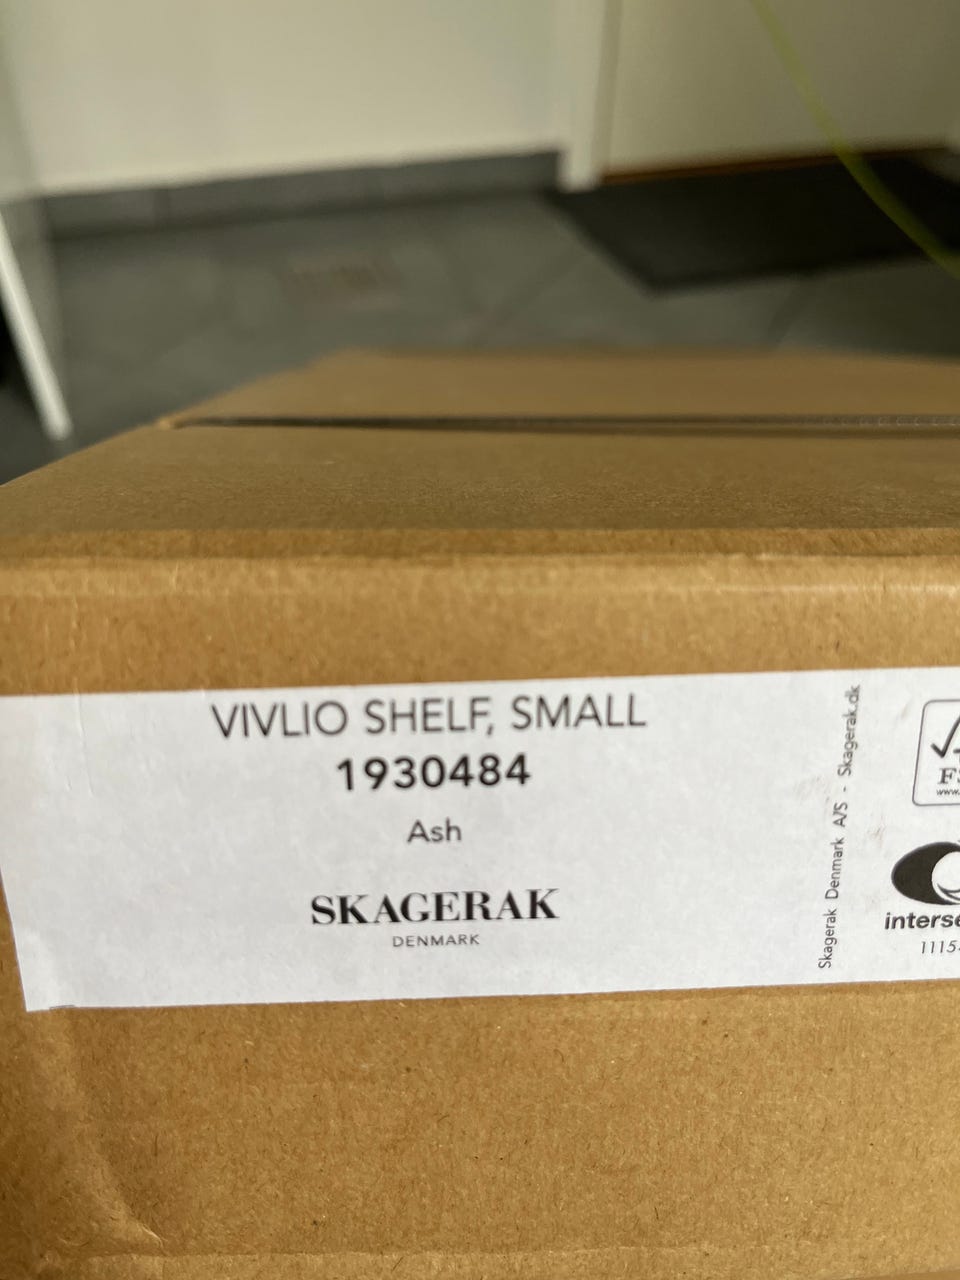 VIVLIO SHELF, SMALL
1930484
Ash
SKAGERAK
DENMARK
Skagerak Denmark A/S - Skagerak.dk